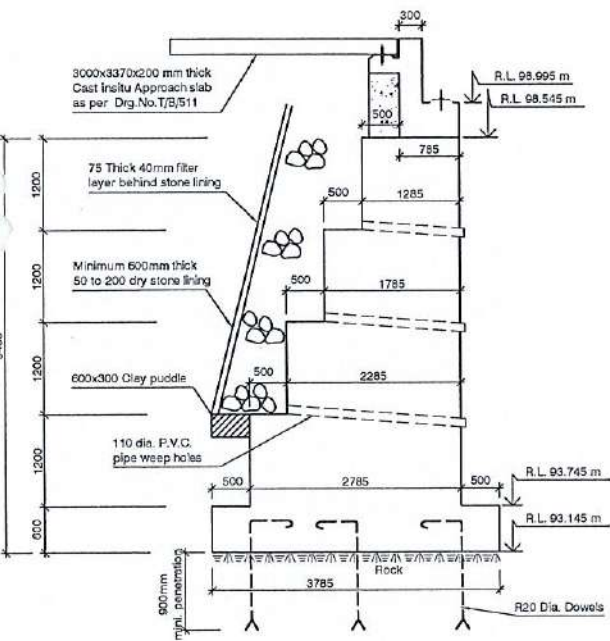 300
3000x3370x200 mm thick
Cast insitu Approach slab
as per Drg.No.T/B/511
R.L. 98.995 m
R.L. 98.545 m
500
785
75 Thick 40mm filter
layer behind stone lining
1200
500
1285
Minimum 600mm thick
50 to 200 dry stone lining
1200
500
1785
1200
500
2285
600x300 Clay puddle
110 dia. P.V.C.
pipe weep holes
1200
500
2785
500
R.L. 93.745 m
600
R.L. 93.145 m
Rock
3785
900mm
mini. penetration
R20 Dia. Dowels